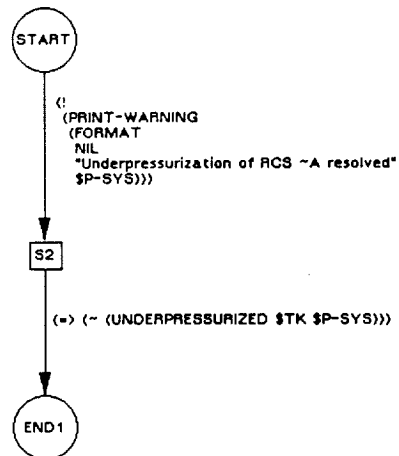 START
(!
(PRINT-WARNING
(FORMAT
NIL
"Underpressurization of RCS ~A resolved"
$P-SYS)))
S2
(=> (~ (UNDERPRESSURIZED $TK $P-SYS)))
END1